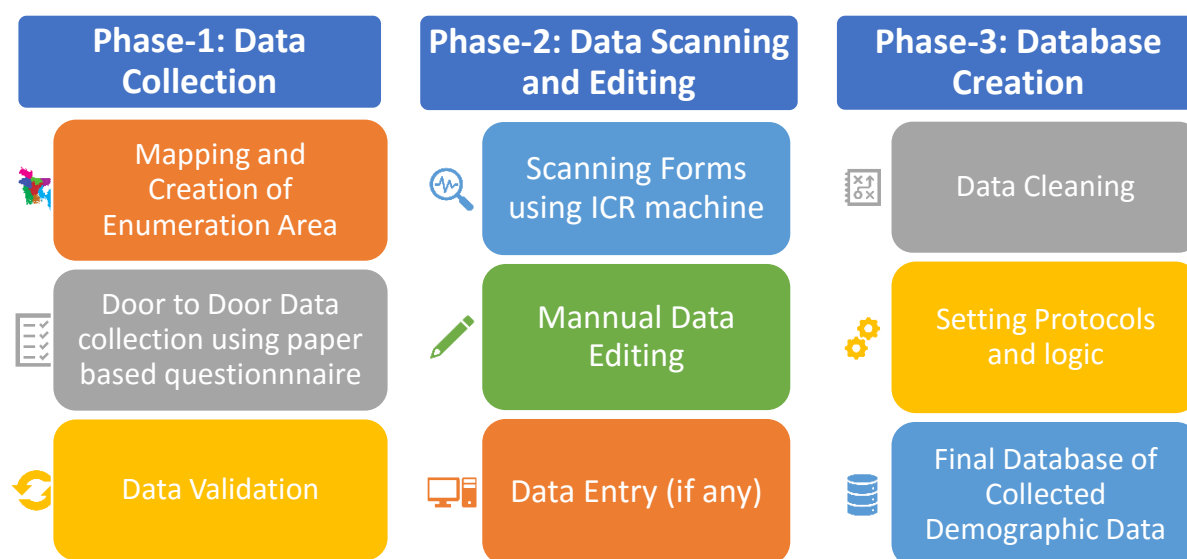 Phase-1: Data
Collection
Mapping and
Creation of
Enumeration Area
Door to Door Data
collection using paper
based questionnnaire
Data Validation
Phase-2: Data Scanning
and Editing
Scanning Forms
using ICR machine
Mannual Data
Editing
Data Entry (if any)
Phase-3: Database
Creation
Data Cleaning
Setting Protocols
and logic
Final Database of
Collected
Demographic Data